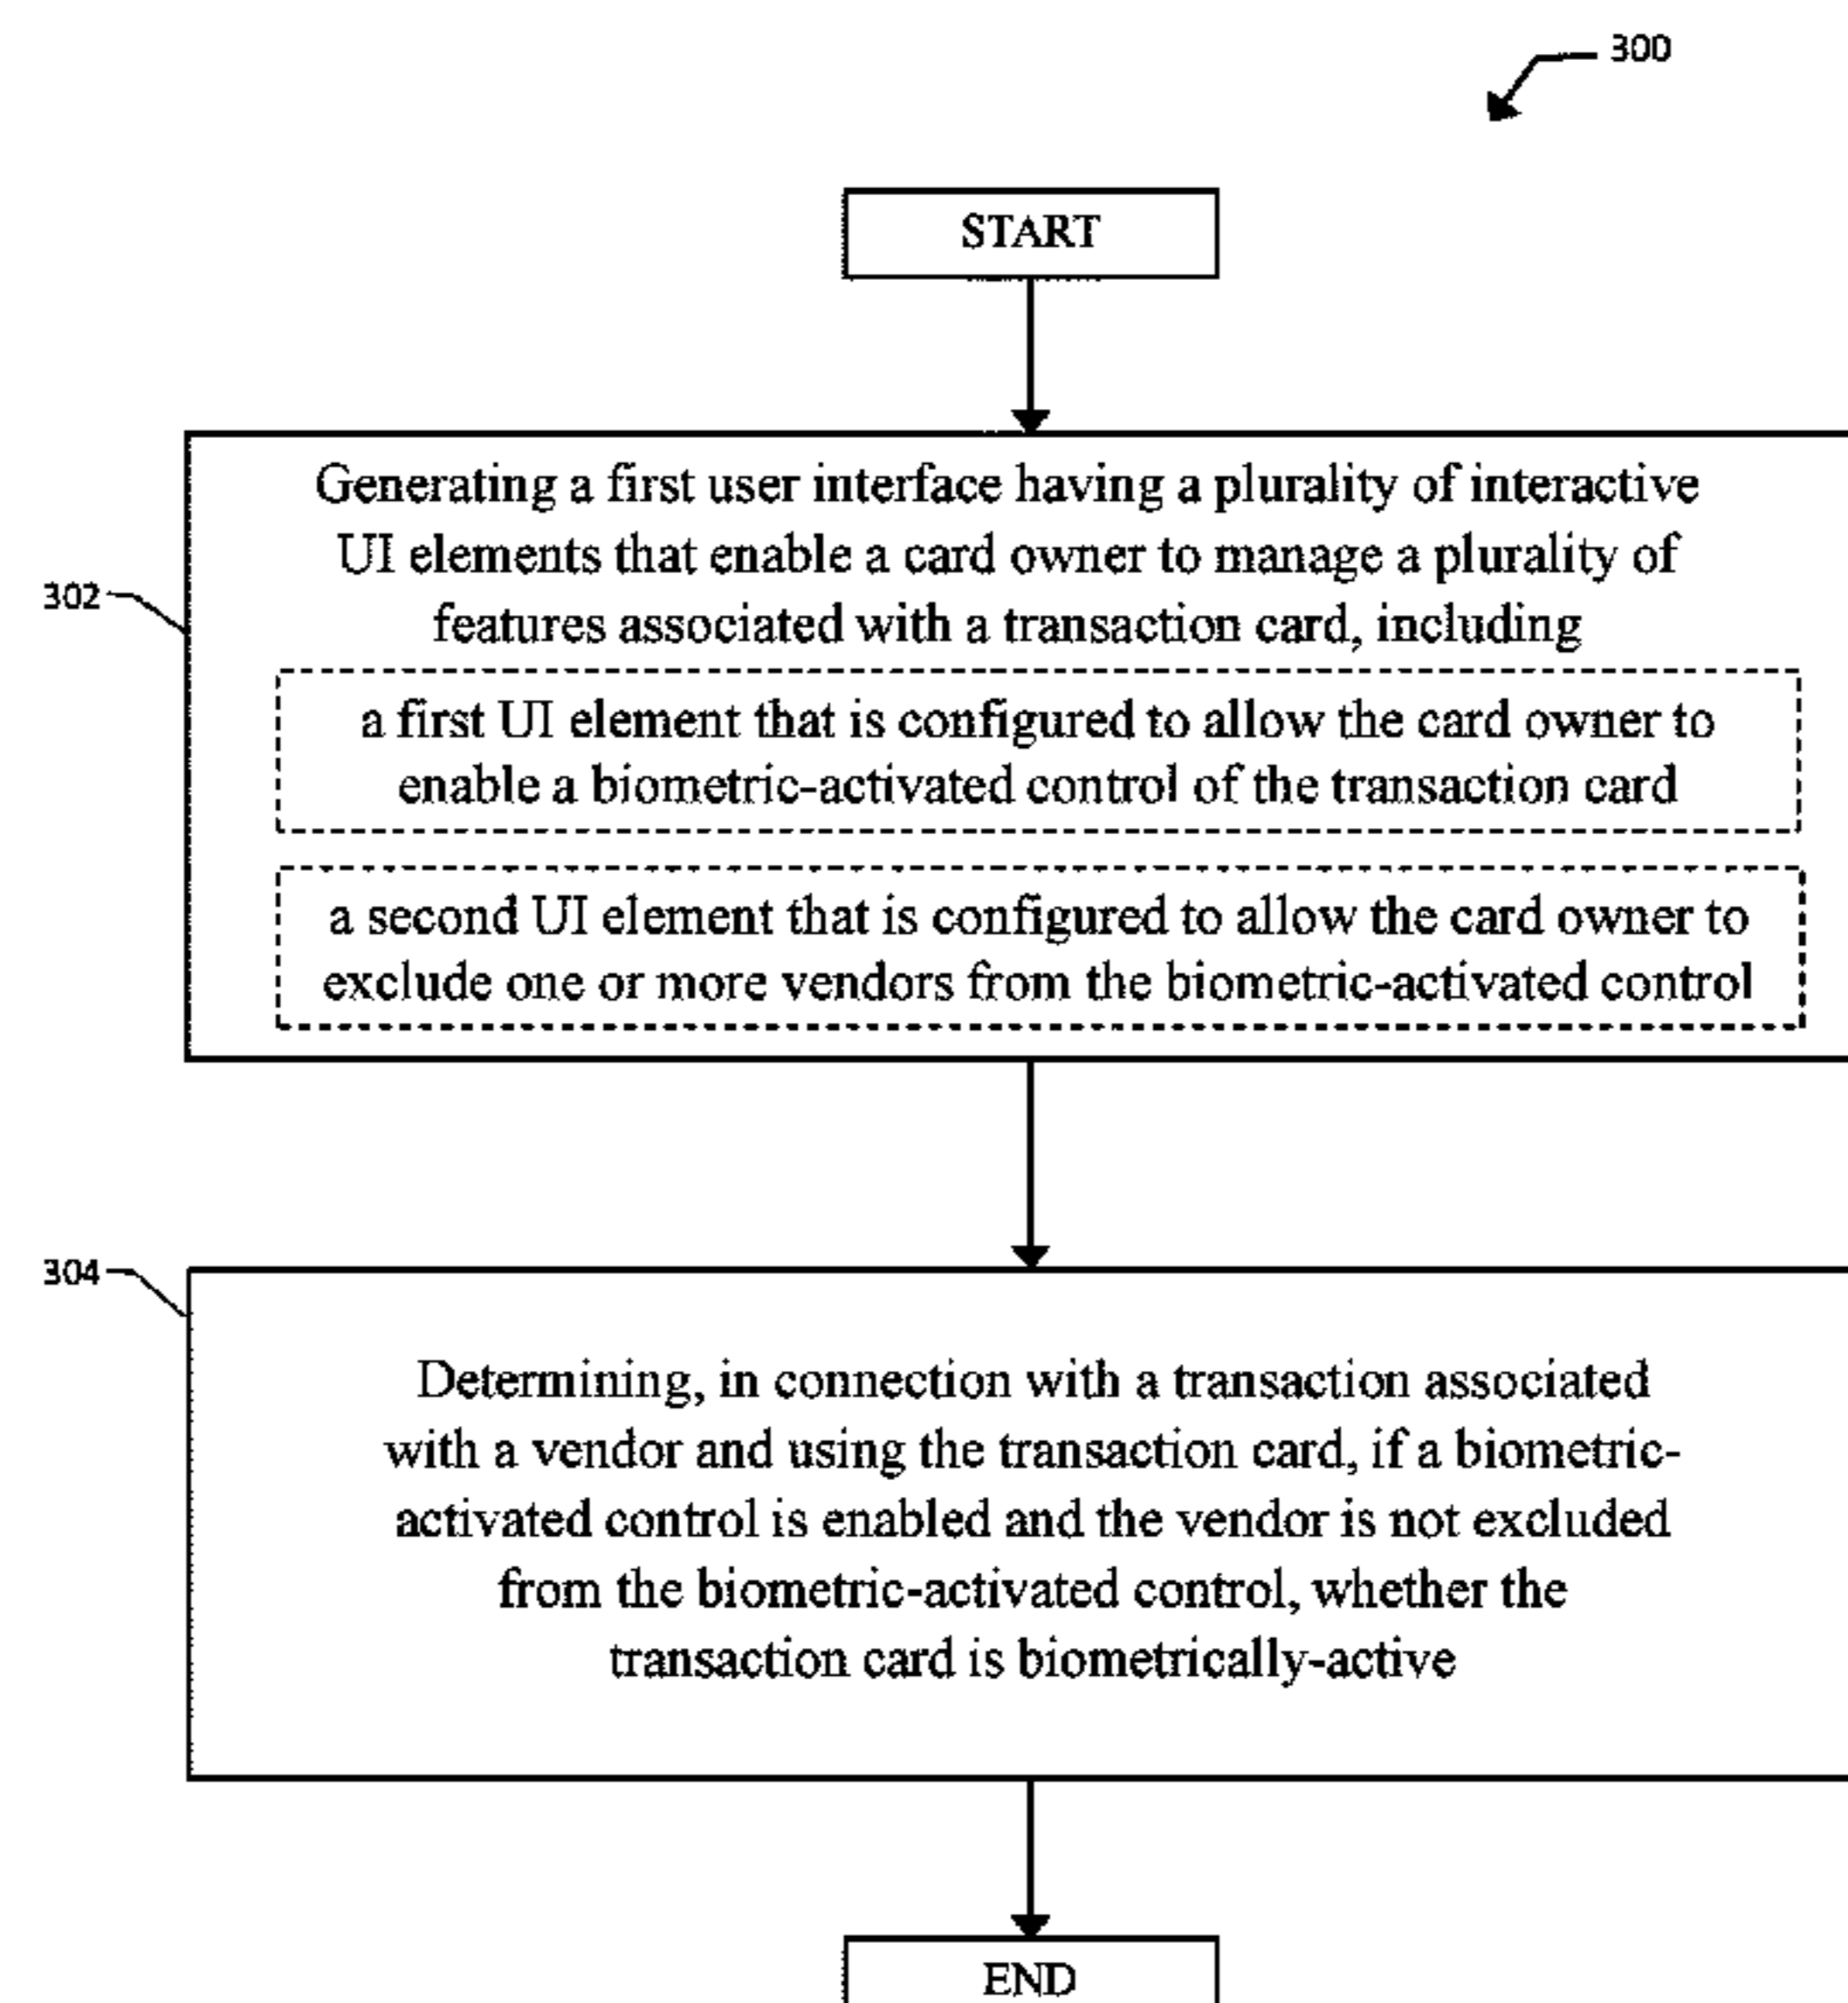 300
START
Generating a first user interface having a plurality of interactive
UI elements that enable a card owner to manage a plurality of
302
features associated with a transaction card, including
a first UI element that is configured to allow the card owner to
enable a biometric-activated control of the transaction card
a second UI element that is configured to allow the card owner to
exclude one or more vendors from the biometric-activated control
304
Determining, in connection with a transaction associated
with a vendor and using the transaction card, if a biometric-
activated control is enabled and the vendor is not excluded
from the biometric-activated control, whether the
transaction card is biometrically-active
END